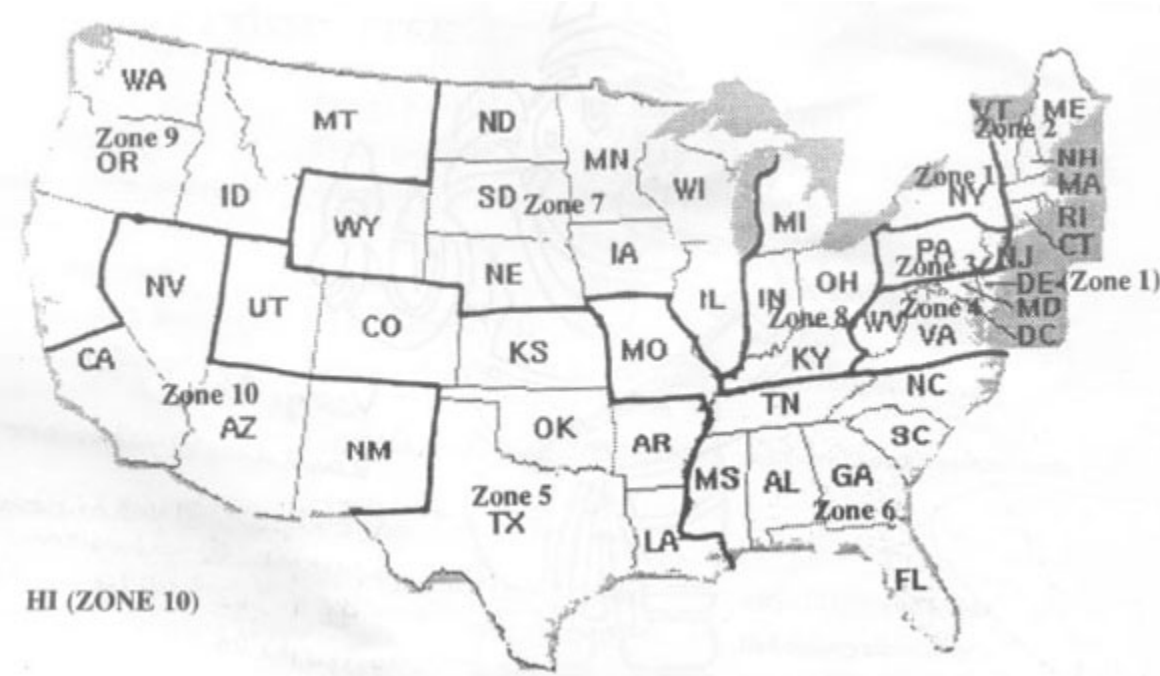 WA
Zone 9
OR
ID
MT
WY
NV
UT
CO
CA
Zone 10
AZ
NM
HI (ZONE 10)
ND
SD
Zone 7
NE
KS
OK
Zone 5
TX
MN
IA
MO
AR
LA
WI
IL
MI
IN
OH
Zone 8
KY
TN
MS
AL
GA
Zone 6
FL
NC
SC
WV
Zone 4
VA
PA
Zone 3
NJ
Zone 1
NY
VT
ME
Zone 2
NH
MA
RI
CT
DE (Zone 1)
MD
DC